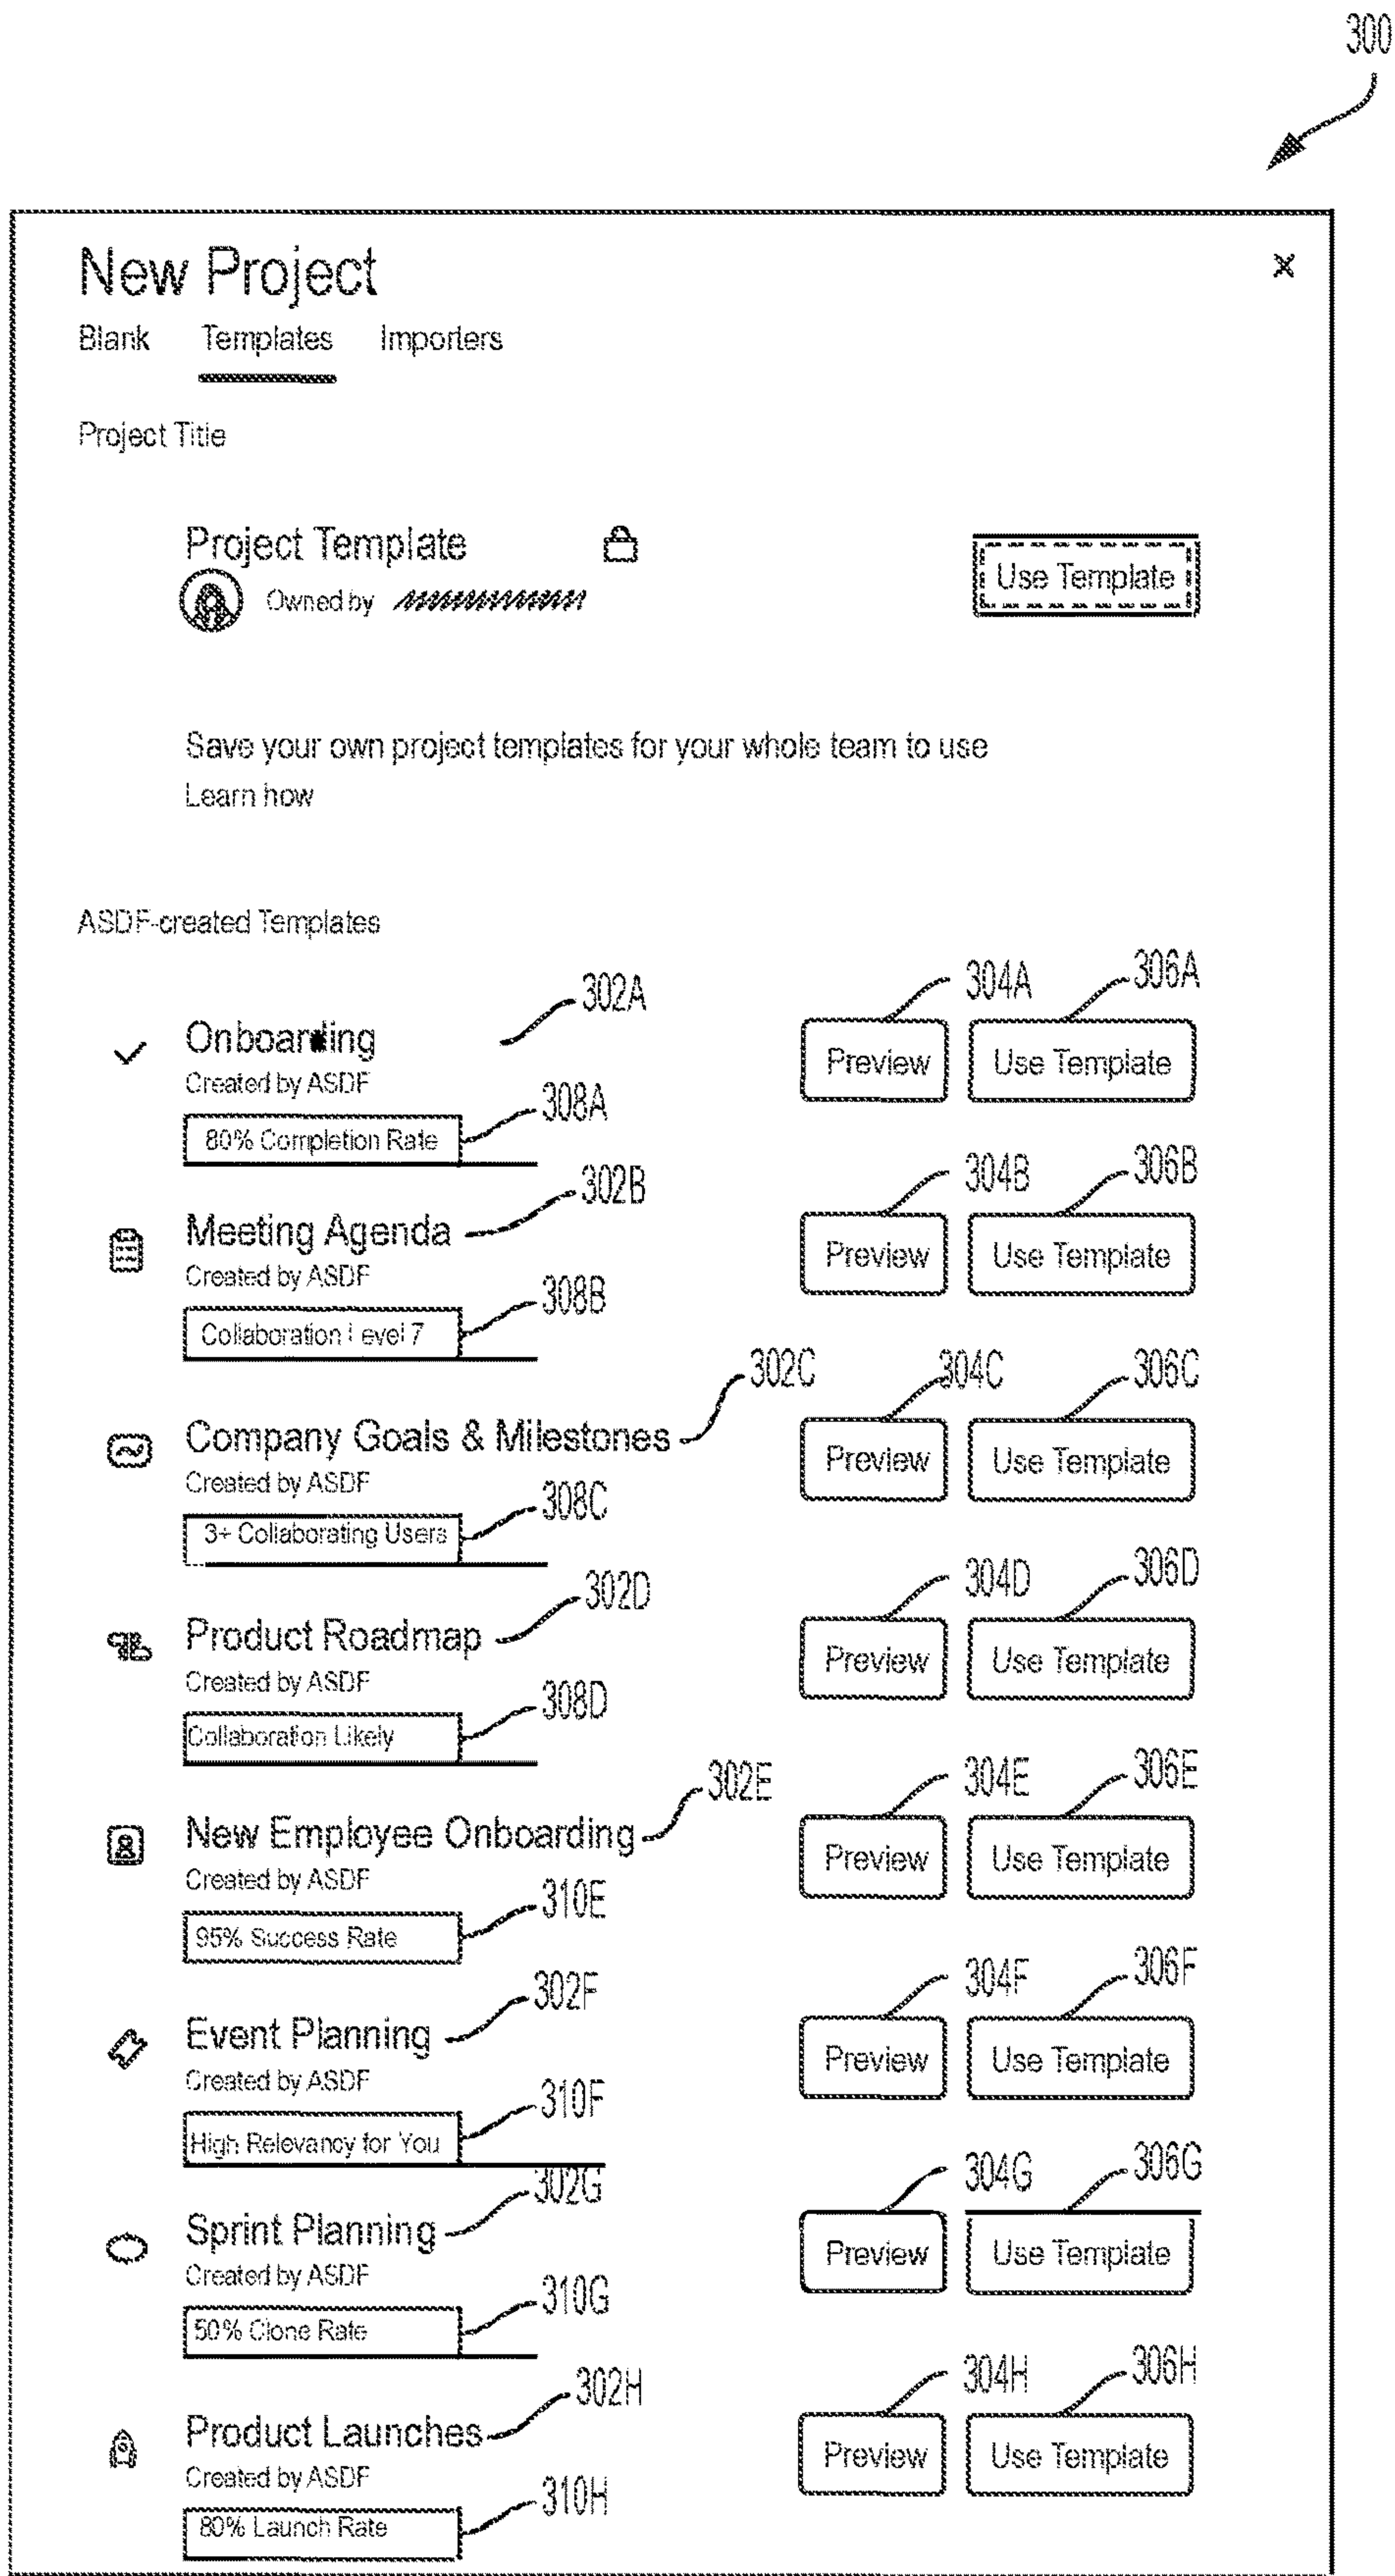 300
New Project
x
Blank Templates Importers
Project Title
Project Template
Use Template
Owned by
Save your own project templates for your whole team to use
Learn how
ASDF-created Templates
302A 304A 306A
Onboarding
Preview Use Template
Created by ASDF
308A
80% Completion Rate
302B 304B 306B
Meeting Agenda
Preview Use Template
Created by ASDF
308B
Collaboration Level 7
302C 304C 306C
Company Goals & Milestones
Preview Use Template
Created by ASDF
308C
3+ Collaborating Users
302D 304D 306D
Product Roadmap
Preview Use Template
Created by ASDF
308D
Collaboration Likely
302E 304E 306E
New Employee Onboarding
Preview Use Template
Created by ASDF
310E
95% Success Rate
302F 304F 306F
Event Planning
Preview Use Template
Created by ASDF
310F
High Relevancy for You
302G 304G 306G
Sprint Planning
Preview Use Template
Created by ASDF
310G
50% Clone Rate
302H 304H 306H
Product Launches
Preview Use Template
Created by ASDF
310H
80% Launch Rate